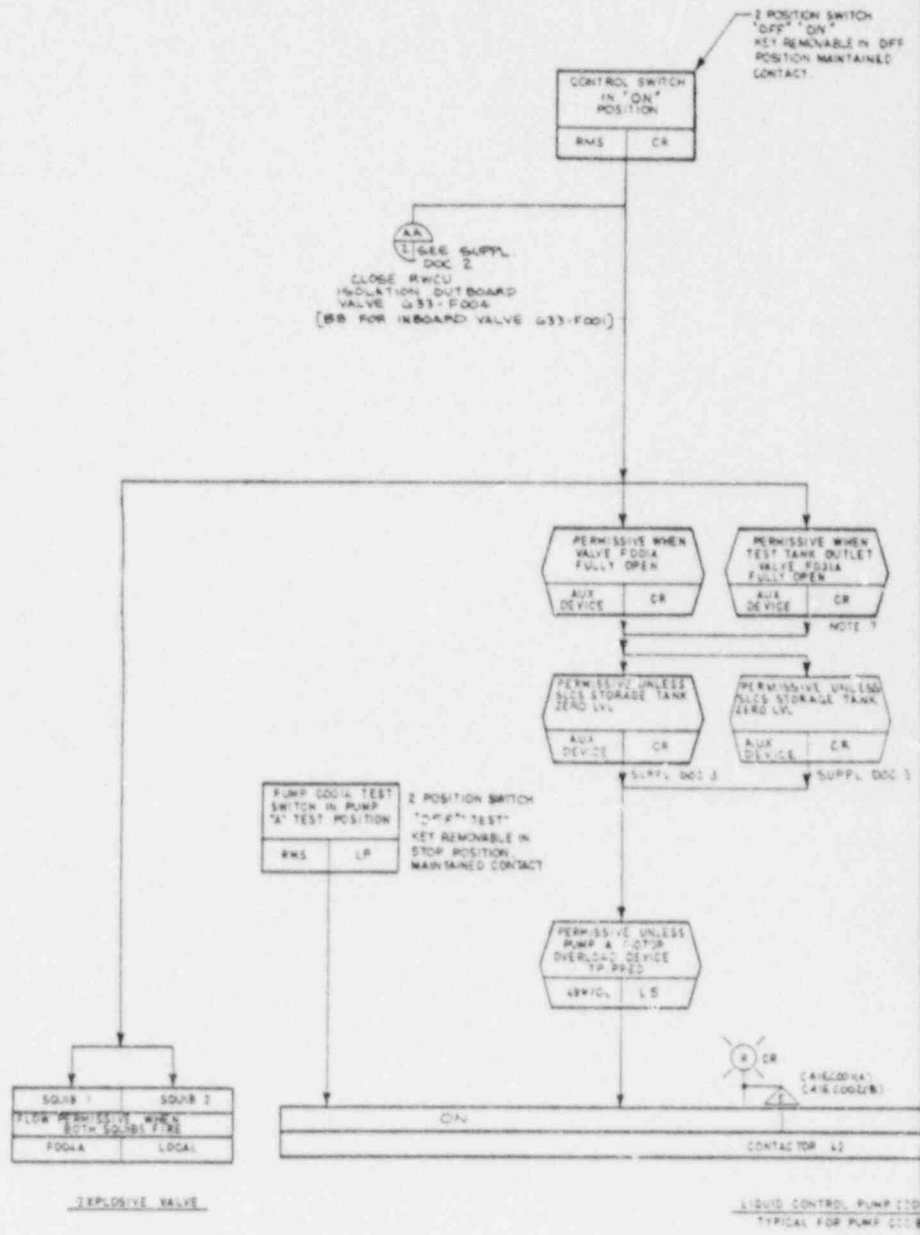 2 POSITION SWITCH
"OFF" "ON"
KEY REMOVABLE IN OFF
POSITION MAINTAINED
CONTACT.
CONTROL SWITCH
IN "ON"
POSITION
RMS CR
AA
2
SEE SUPPL.
DOC 2
CLOSE RWCU
ISOLATION OUTBOARD
VALVE G33-F004
[BB FOR INBOARD VALVE G33-F001]
PERMISSIVE WHEN
VALVE F001A
FULLY OPEN
AUX
DEVICE
CR
PERMISSIVE WHEN
TEST TANK OUTLET
VALVE F031A
FULLY OPEN
AUX
DEVICE
CR
NOTE 7
PERMISSIVE UNLESS
SLCS STORAGE TANK
ZERO LVL
AUX
DEVICE
CR
SUPPL DOC 3
PERMISSIVE UNLESS
SLCS STORAGE TANK
ZERO LVL
AUX
DEVICE
CR
SUPPL DOC 3
PUMP C001A TEST
SWITCH IN PUMP
"A" TEST POSITION
RMS LP
2 POSITION SWITCH
TEST"
KEY REMOVABLE IN
STOP POSITION,
MAINTAINED CONTACT
PERMISSIVE UNLESS
PUMP A MOTOR
OVERLOAD DEVICE
49W/OL
R CR
SQUIB 1 SQUIB 2
FLOW PERMISSIVE WHEN
BOTH SQUIBS FIRE
F004A LOCAL
EXPLOSIVE VALVE
ON
CONTACTOR 42
LIQUID CONTROL PUMP
TYPICAL FOR PUMP